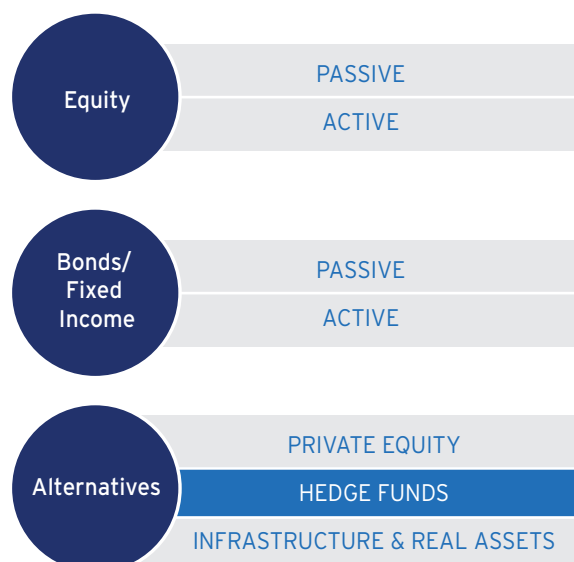 Equity
PASSIVE
ACTIVE
Bonds/
Fixed
Income
PASSIVE
ACTIVE
Alternatives
PRIVATE EQUITY
HEDGE FUNDS
INFRASTRUCTURE & REAL ASSETS